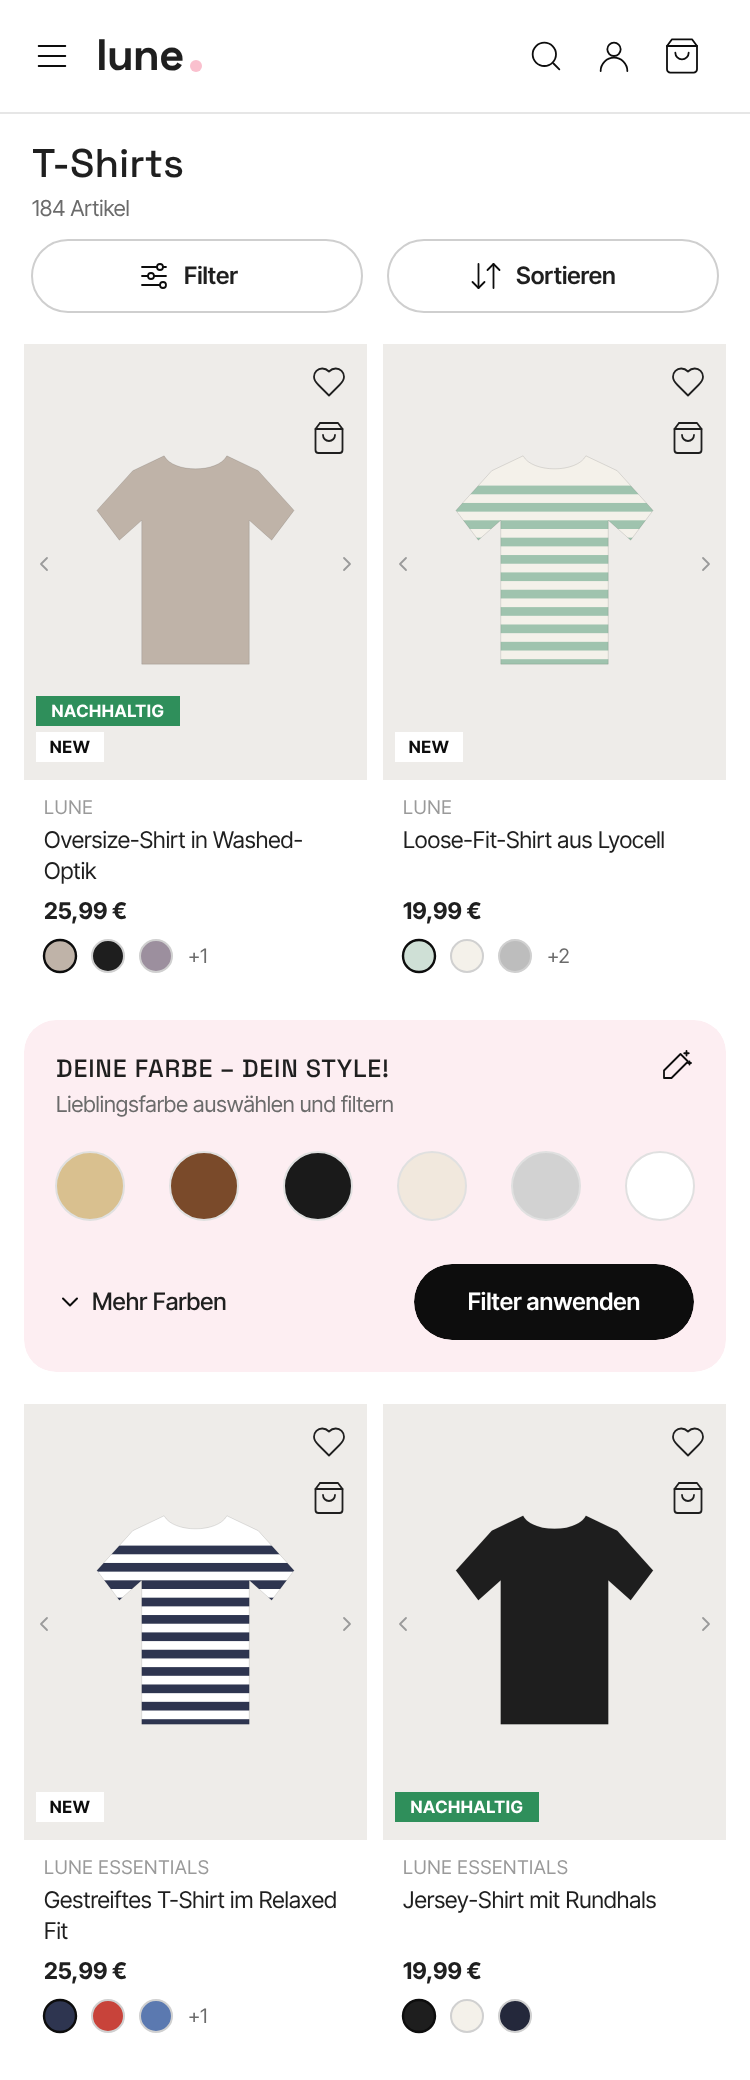 lune.
T-Shirts
184 Artikel
Filter
Sortieren
NACHHALTIG
NEW
NEW
LUNE
Oversize-Shirt in Washed-
Optik
25,99 €
+1
LUNE
Loose-Fit-Shirt aus Lyocell
19,99 €
+2
DEINE FARBE – DEIN STYLE!
Lieblingsfarbe auswählen und filtern
Mehr Farben
Filter anwenden
NEW
NACHHALTIG
LUNE ESSENTIALS
Gestreiftes T-Shirt im Relaxed
Fit
25,99 €
+1
LUNE ESSENTIALS
Jersey-Shirt mit Rundhals
19,99 €